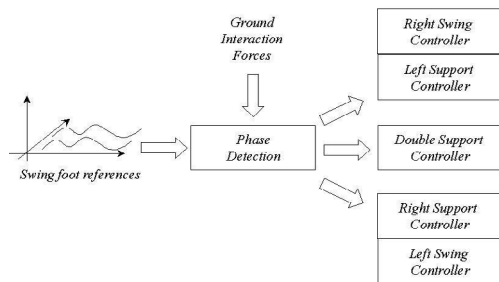 Ground
Interaction
Forces
Right Swing
Controller
Left Support
Controller
Swing foot references
Phase
Detection
Double Support
Controller
Right Support
Controller
Left Swing
Controller